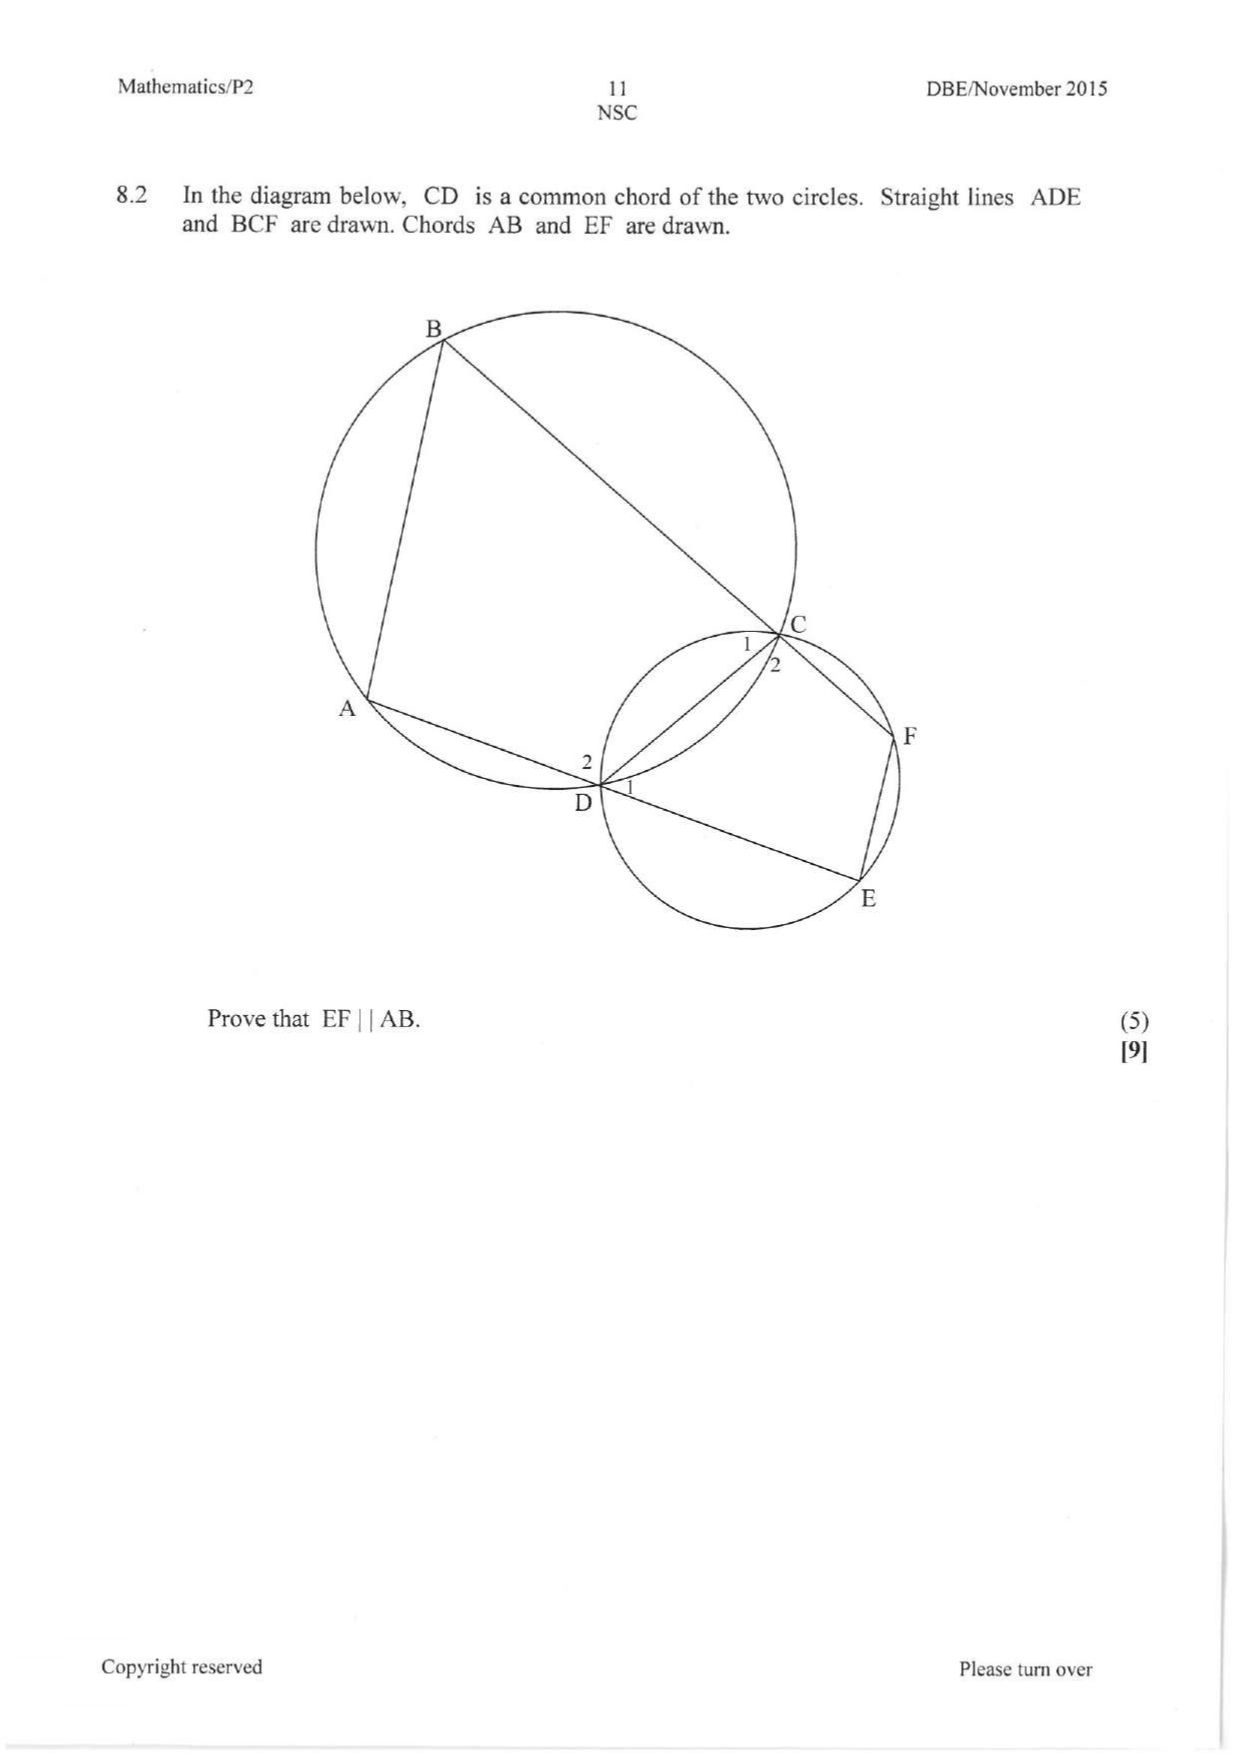 Mathematics/P2
11
DBE/November 2015
NSC
8.2 In the diagram below, CD is a common chord of the two circles. Straight lines ADE
and BCF are drawn. Chords AB and EF are drawn.
B
C
1
2
A
F
2
1
D
E
Prove that EF || AB.
(5)
[9]
Copyright reserved
Please turn over